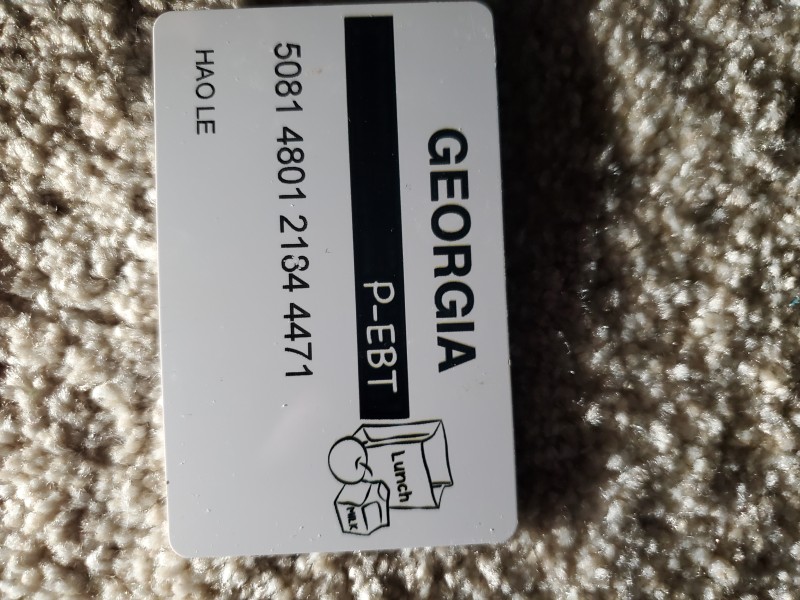 GEORGIA
P-EBT
5081 4801 2134 4471
HAO LE
Lunch
MILK